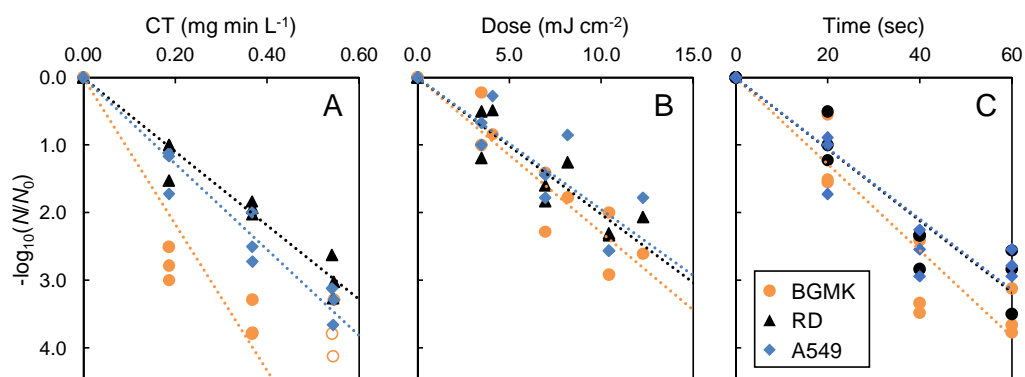 CT (mg min L-1)
0.00 0.20 0.40 0.60
Dose (mJ cm-2)
0.0 5.0 10.0 15.0
Time (sec)
0 20 40 60
-log10(N/N0)
0.0
1.0
2.0
3.0
4.0
A
B
C
BGMK
RD
A549